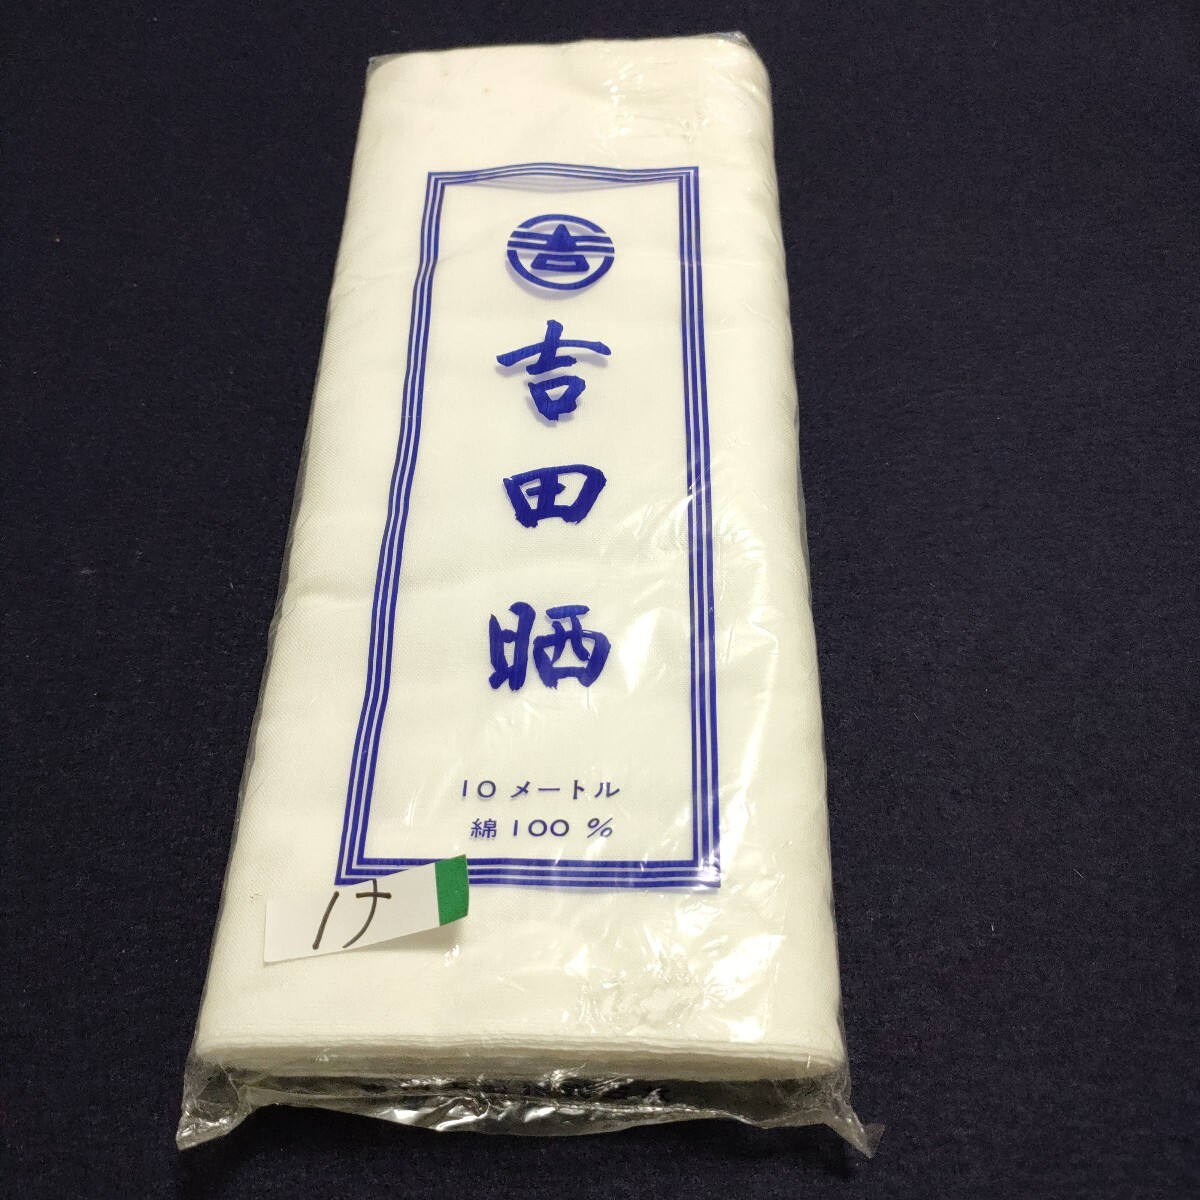 吉
吉田晒
10メートル
綿100%
け